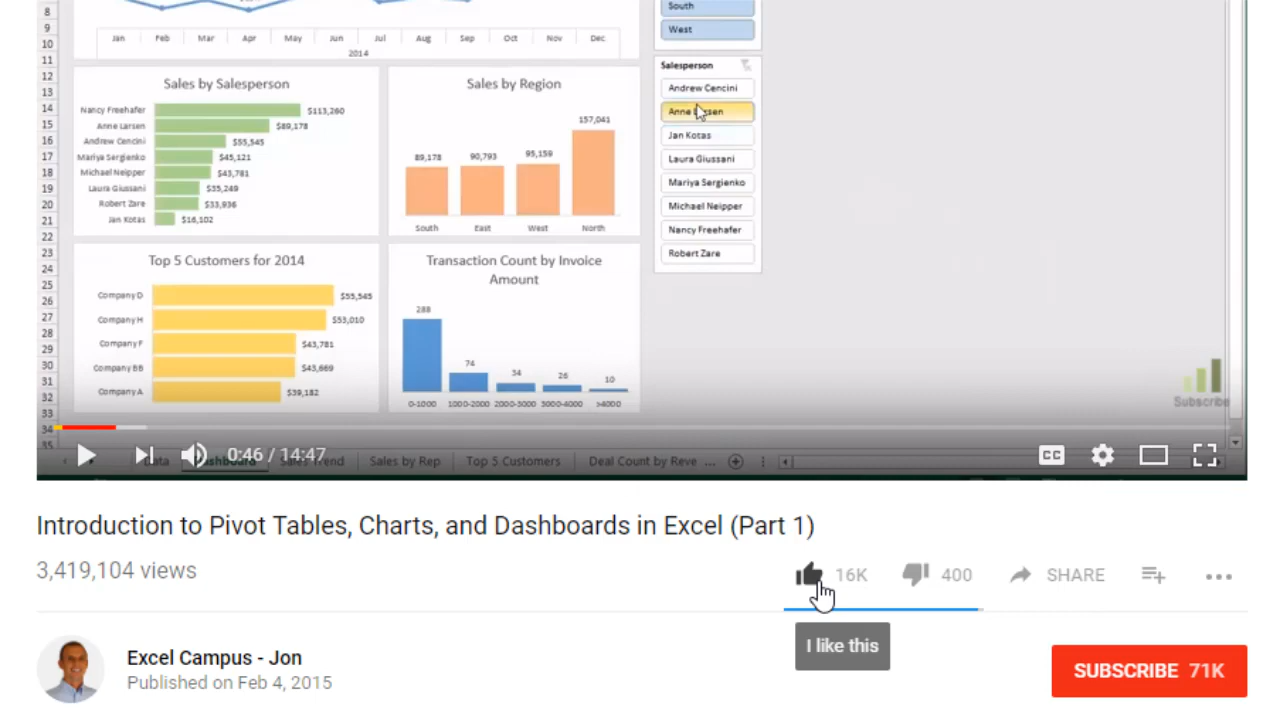 8
9
10
11
12
13
14
15
16
17
18
19
20
21
22
23
24
25
26
27
28
29
30
31
32
33
34
35
Jan Feb Mar Apr May Jun Jul Aug Sep Oct Nov Dec
2014
South
West
Sales by Salesperson
Nancy Freehafer $113,260
Anne Larsen $89,178
Andrew Cencini $55,545
Mariya Sergienko $45,121
Michael Neipper $43,781
Laura Giussani $35,249
Robert Zare $33,936
Jan Kotas $16,102
Sales by Region
89,178 90,793 95,159 157,041
South East West North
Salesperson
Andrew Cencini
Anne Larsen
Jan Kotas
Laura Giussani
Mariya Sergienko
Michael Neipper
Nancy Freehafer
Robert Zare
Top 5 Customers for 2014
Company D $55,545
Company H $53,010
Company F $43,781
Company BB $43,669
Company A $39,182
Transaction Count by Invoice
Amount
288 74 34 26 10
0-1000 1000-2000 2000-3000 3000-4000 >4000
Subscribe
0:46 / 14:47
CC
Data Dashboard Sales Trend Sales by Rep Top 5 Customers Deal Count by Reve ...
Introduction to Pivot Tables, Charts, and Dashboards in Excel (Part 1)
3,419,104 views
16K 400 SHARE
I like this
Excel Campus - Jon
Published on Feb 4, 2015
SUBSCRIBE 71K